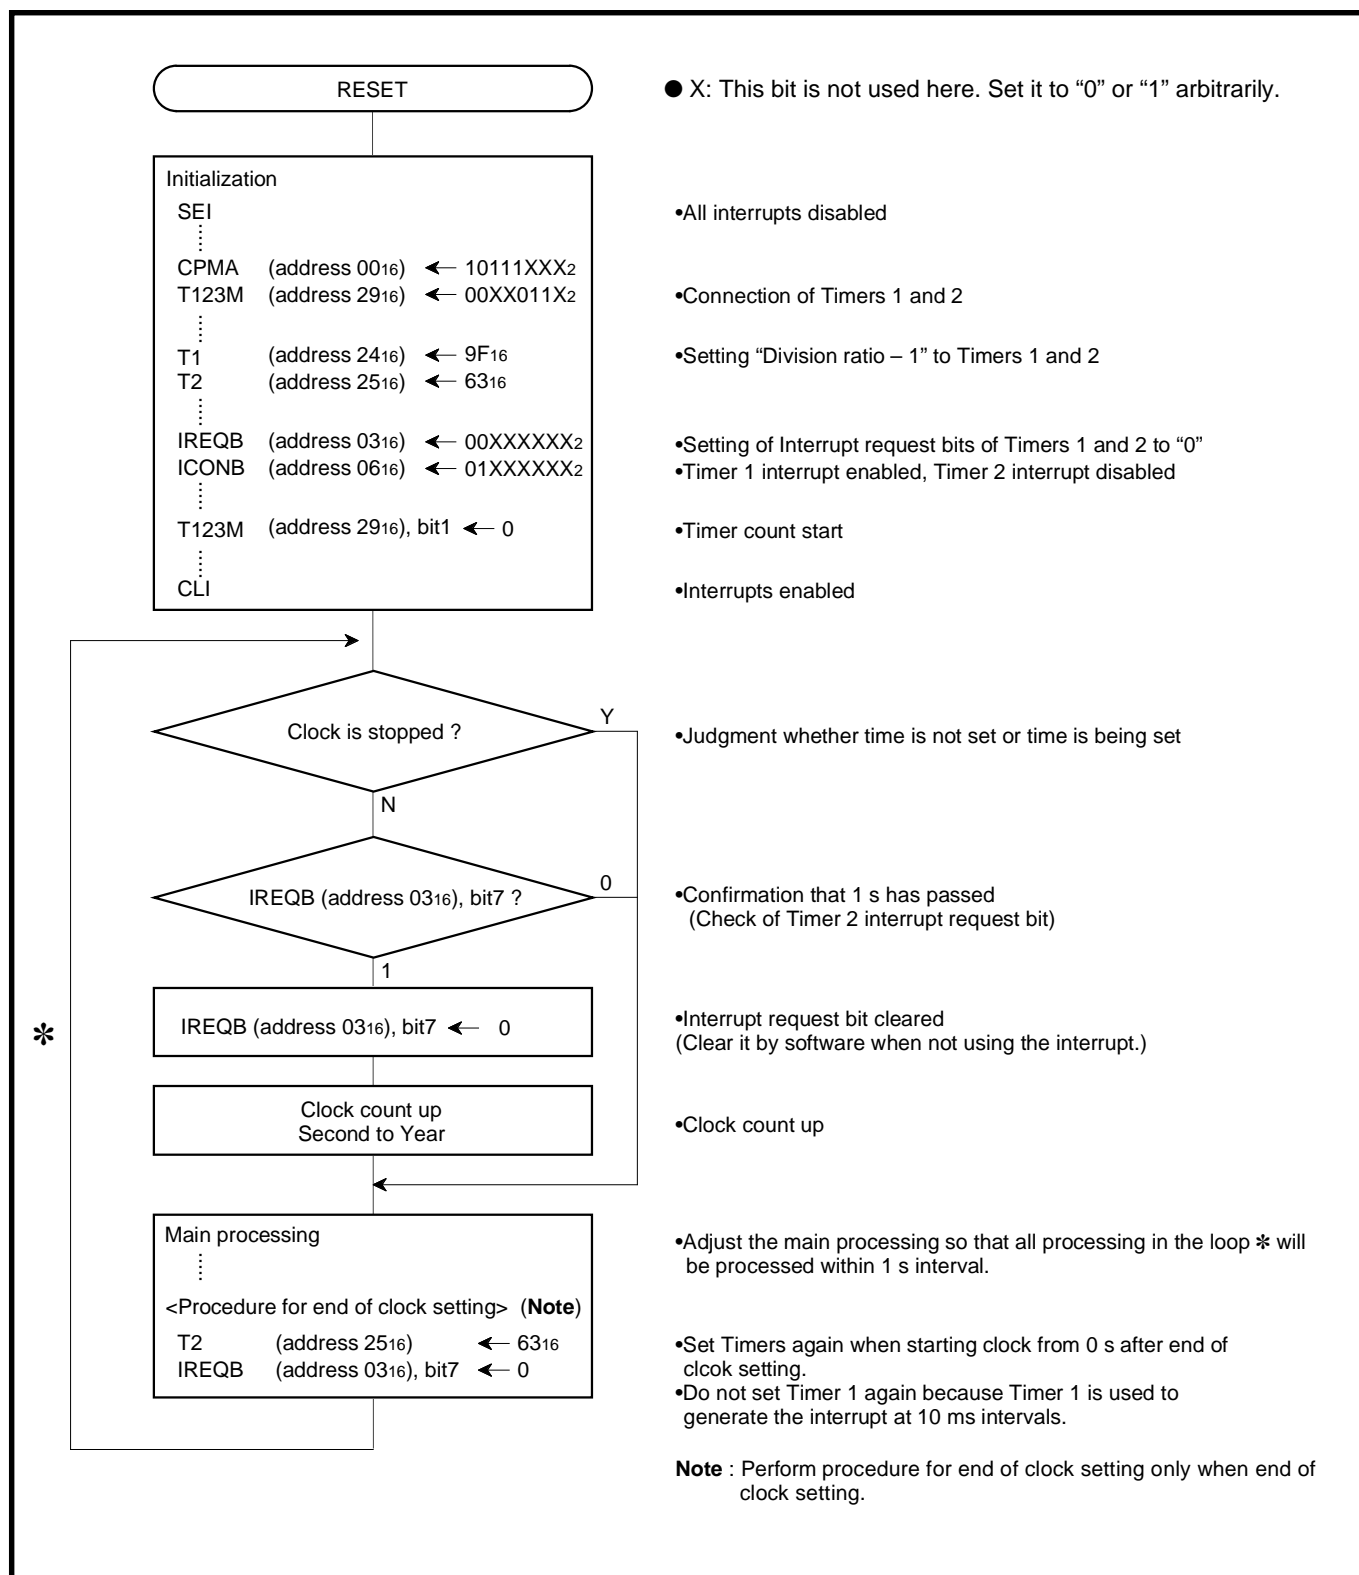 RESET
● X: This bit is not used here. Set it to “0” or “1” arbitrarily.
Initialization
SEI •All interrupts disabled
CPMA (address 0016) ← 10111XXX2
T123M (address 2916) ← 00XX011X2 •Connection of Timers 1 and 2
T1 (address 2416) ← 9F16 •Setting “Division ratio – 1” to Timers 1 and 2
T2 (address 2516) ← 6316
IREQB (address 0316) ← 00XXXXXX2 •Setting of Interrupt request bits of Timers 1 and 2 to “0”
ICONB (address 0616) ← 01XXXXXX2 •Timer 1 interrupt enabled, Timer 2 interrupt disabled
T123M (address 2916), bit1 ← 0 •Timer count start
CLI •Interrupts enabled
Clock is stopped ? Y •Judgment whether time is not set or time is being set
N
IREQB (address 0316), bit7 ? 0 •Confirmation that 1 s has passed
(Check of Timer 2 interrupt request bit)
1
✻ IREQB (address 0316), bit7 ← 0 •Interrupt request bit cleared
(Clear it by software when not using the interrupt.)
Clock count up
Second to Year •Clock count up
Main processing •Adjust the main processing so that all processing in the loop ✻ will
be processed within 1 s interval.
<Procedure for end of clock setting> (Note)
T2 (address 2516) ← 6316 •Set Timers again when starting clock from 0 s after end of
IREQB (address 0316), bit7 ← 0 clcok setting.
•Do not set Timer 1 again because Timer 1 is used to
generate the interrupt at 10 ms intervals.
Note : Perform procedure for end of clock setting only when end of
clock setting.